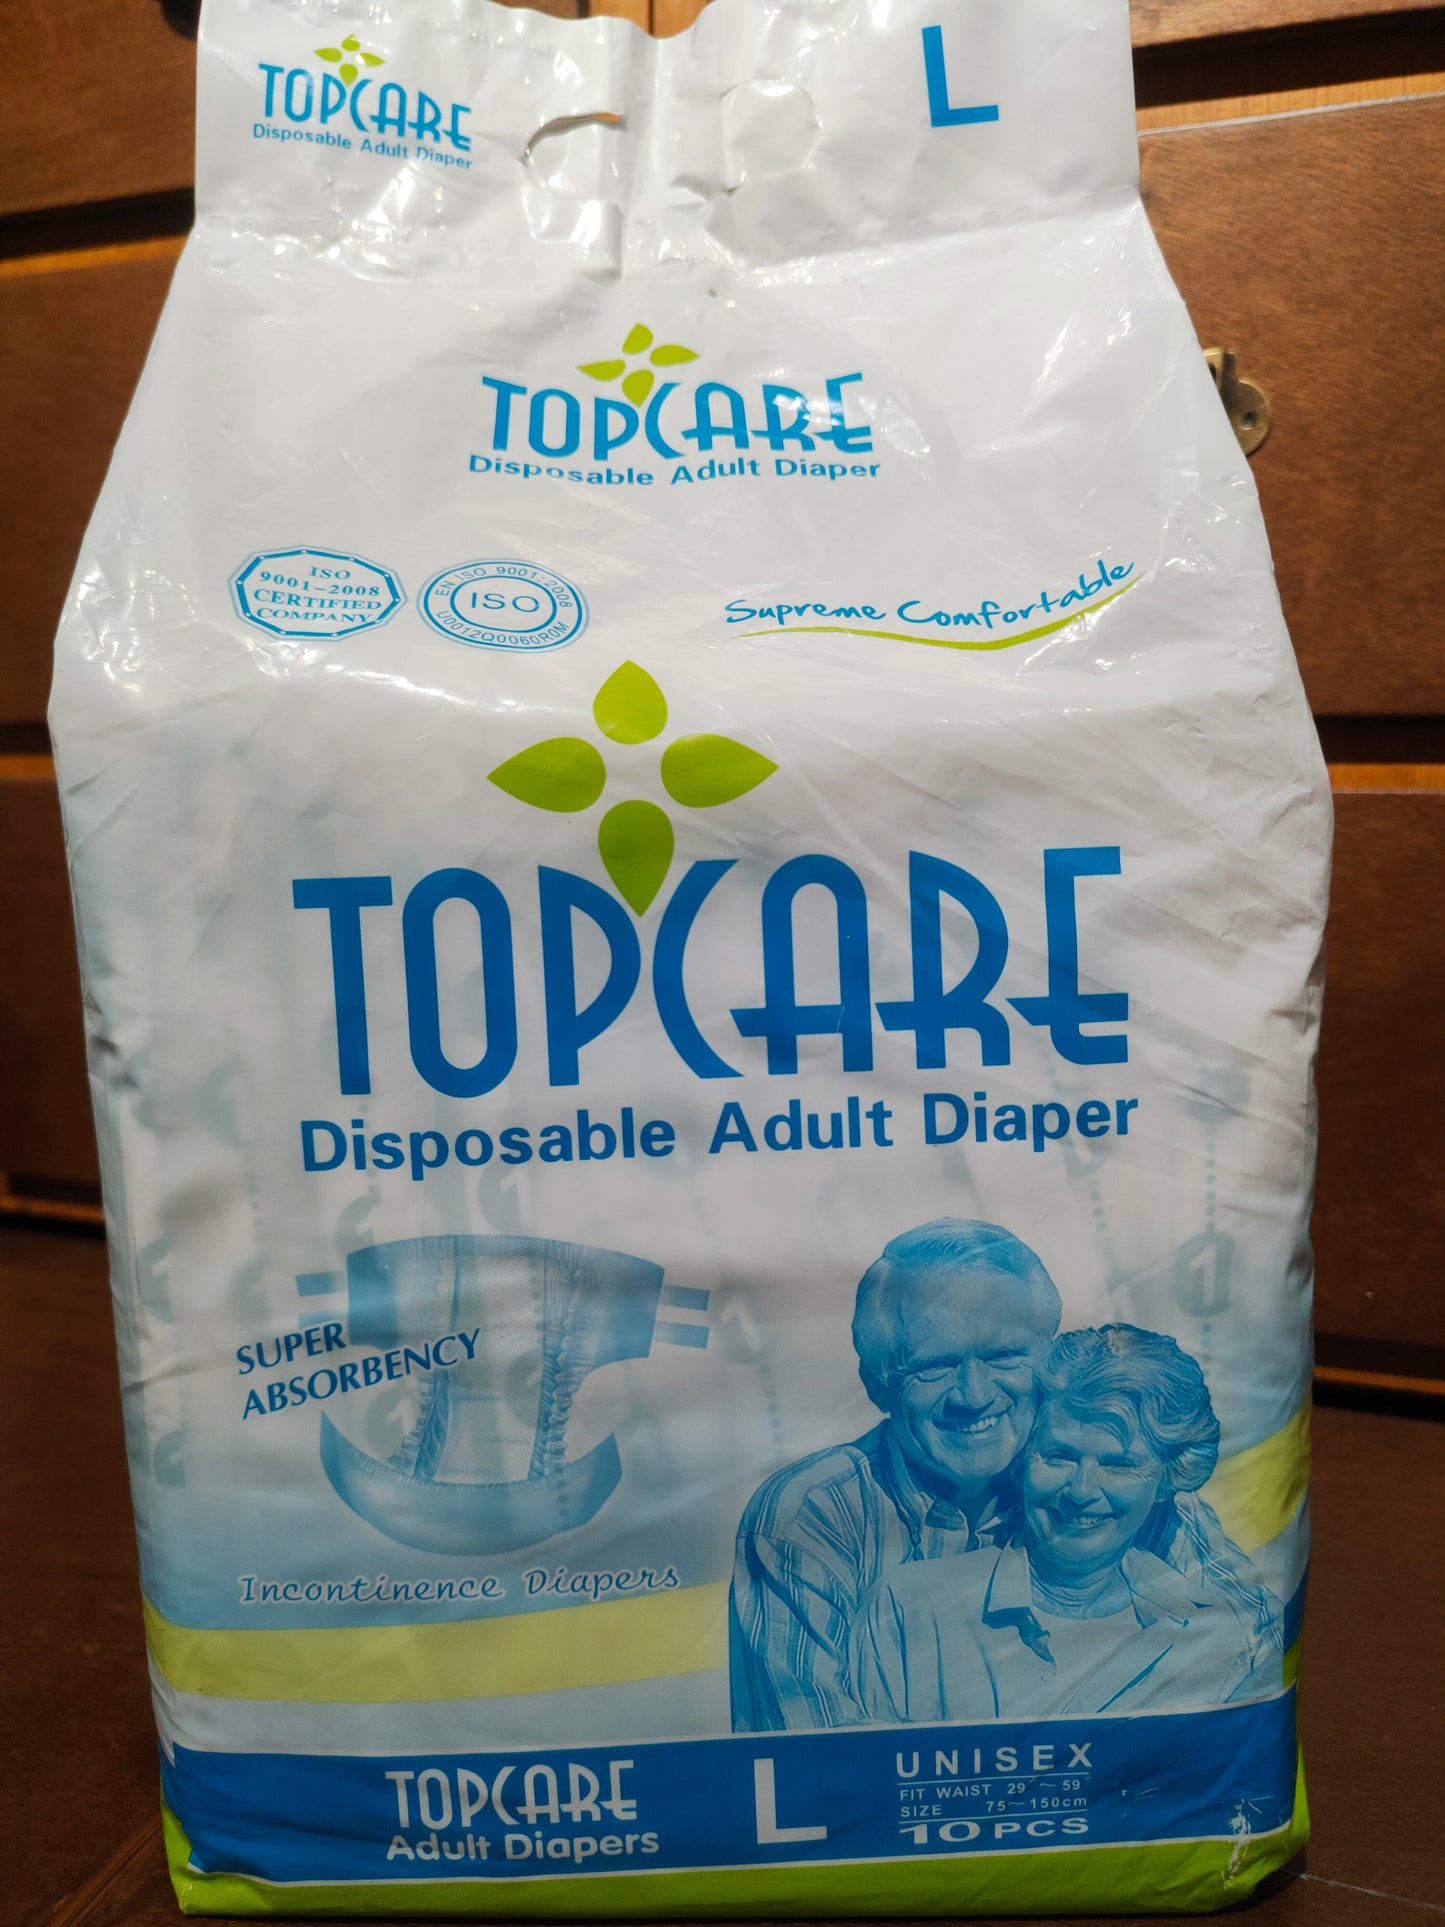 TOPCARE
Disposable Adult Diaper
L
TOPCARE
Disposable Adult Diaper
ISO
9001-2008
CERTIFIED
COMPANY
EN ISO 9001:2008
ISO
U0012Q0060R0M
Supreme Comfortable
TOPCARE
Disposable Adult Diaper
SUPER
ABSORBENCY
Incontinence Diapers
TOPCARE
Adult Diapers
L
UNISEX
FIT WAIST 29″~59″
SIZE 75~150cm
10PCS